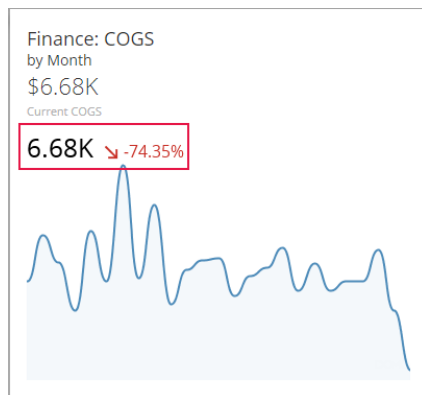 Finance: COGS
by Month
$6.68K
Current COGS
6.68K -74.35%